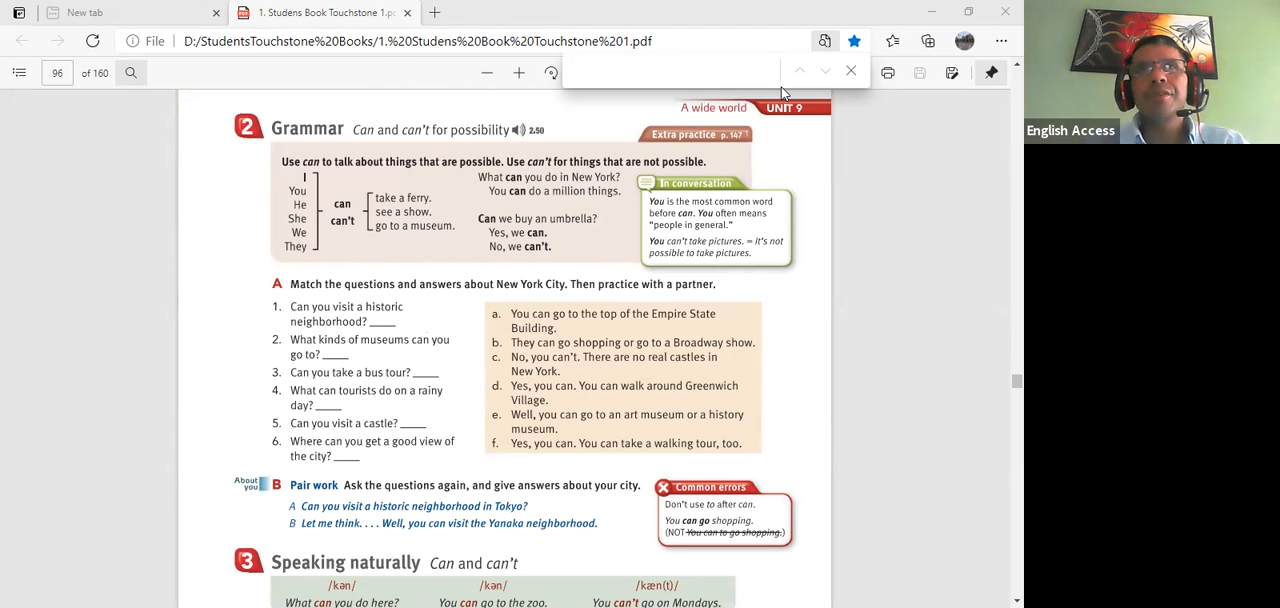 New tab
1. Studens Book Touchstone 1.pc
File D:/StudentsTouchstone%20Books/1.%20Studens%20Book%20Touchstone%201.pdf
96 of 160
A wide world UNIT 9
2 Grammar Can and can't for possibility 2.50
Extra practice p. 147
Use can to talk about things that are possible. Use can't for things that are not possible.
I
You
He
She
We
They
can
can't
take a ferry.
see a show.
go to a museum.
What can you do in New York?
You can do a million things.
Can we buy an umbrella?
Yes, we can.
No, we can't.
In conversation
You is the most common word
before can. You often means
"people in general."
You can't take pictures. = It's not
possible to take pictures.
A Match the questions and answers about New York City. Then practice with a partner.
1. Can you visit a historic
neighborhood? ____
2. What kinds of museums can you
go to? ____
3. Can you take a bus tour? ____
4. What can tourists do on a rainy
day? ____
5. Can you visit a castle? ____
6. Where can you get a good view of
the city? ____
a. You can go to the top of the Empire State
Building.
b. They can go shopping or go to a Broadway show.
c. No, you can't. There are no real castles in
New York.
d. Yes, you can. You can walk around Greenwich
Village.
e. Well, you can go to an art museum or a history
museum.
f. Yes, you can. You can take a walking tour, too.
About
you
B Pair work Ask the questions again, and give answers about your city.
A Can you visit a historic neighborhood in Tokyo?
B Let me think. . . . Well, you can visit the Yanaka neighborhood.
Common errors
Don't use to after can.
You can go shopping.
(NOT You can to go shopping.)
3 Speaking naturally Can and can't
/kən/ /kən/ /kæn(t)/
What can you do here? You can go to the zoo. You can't go on Mondays.
English Access